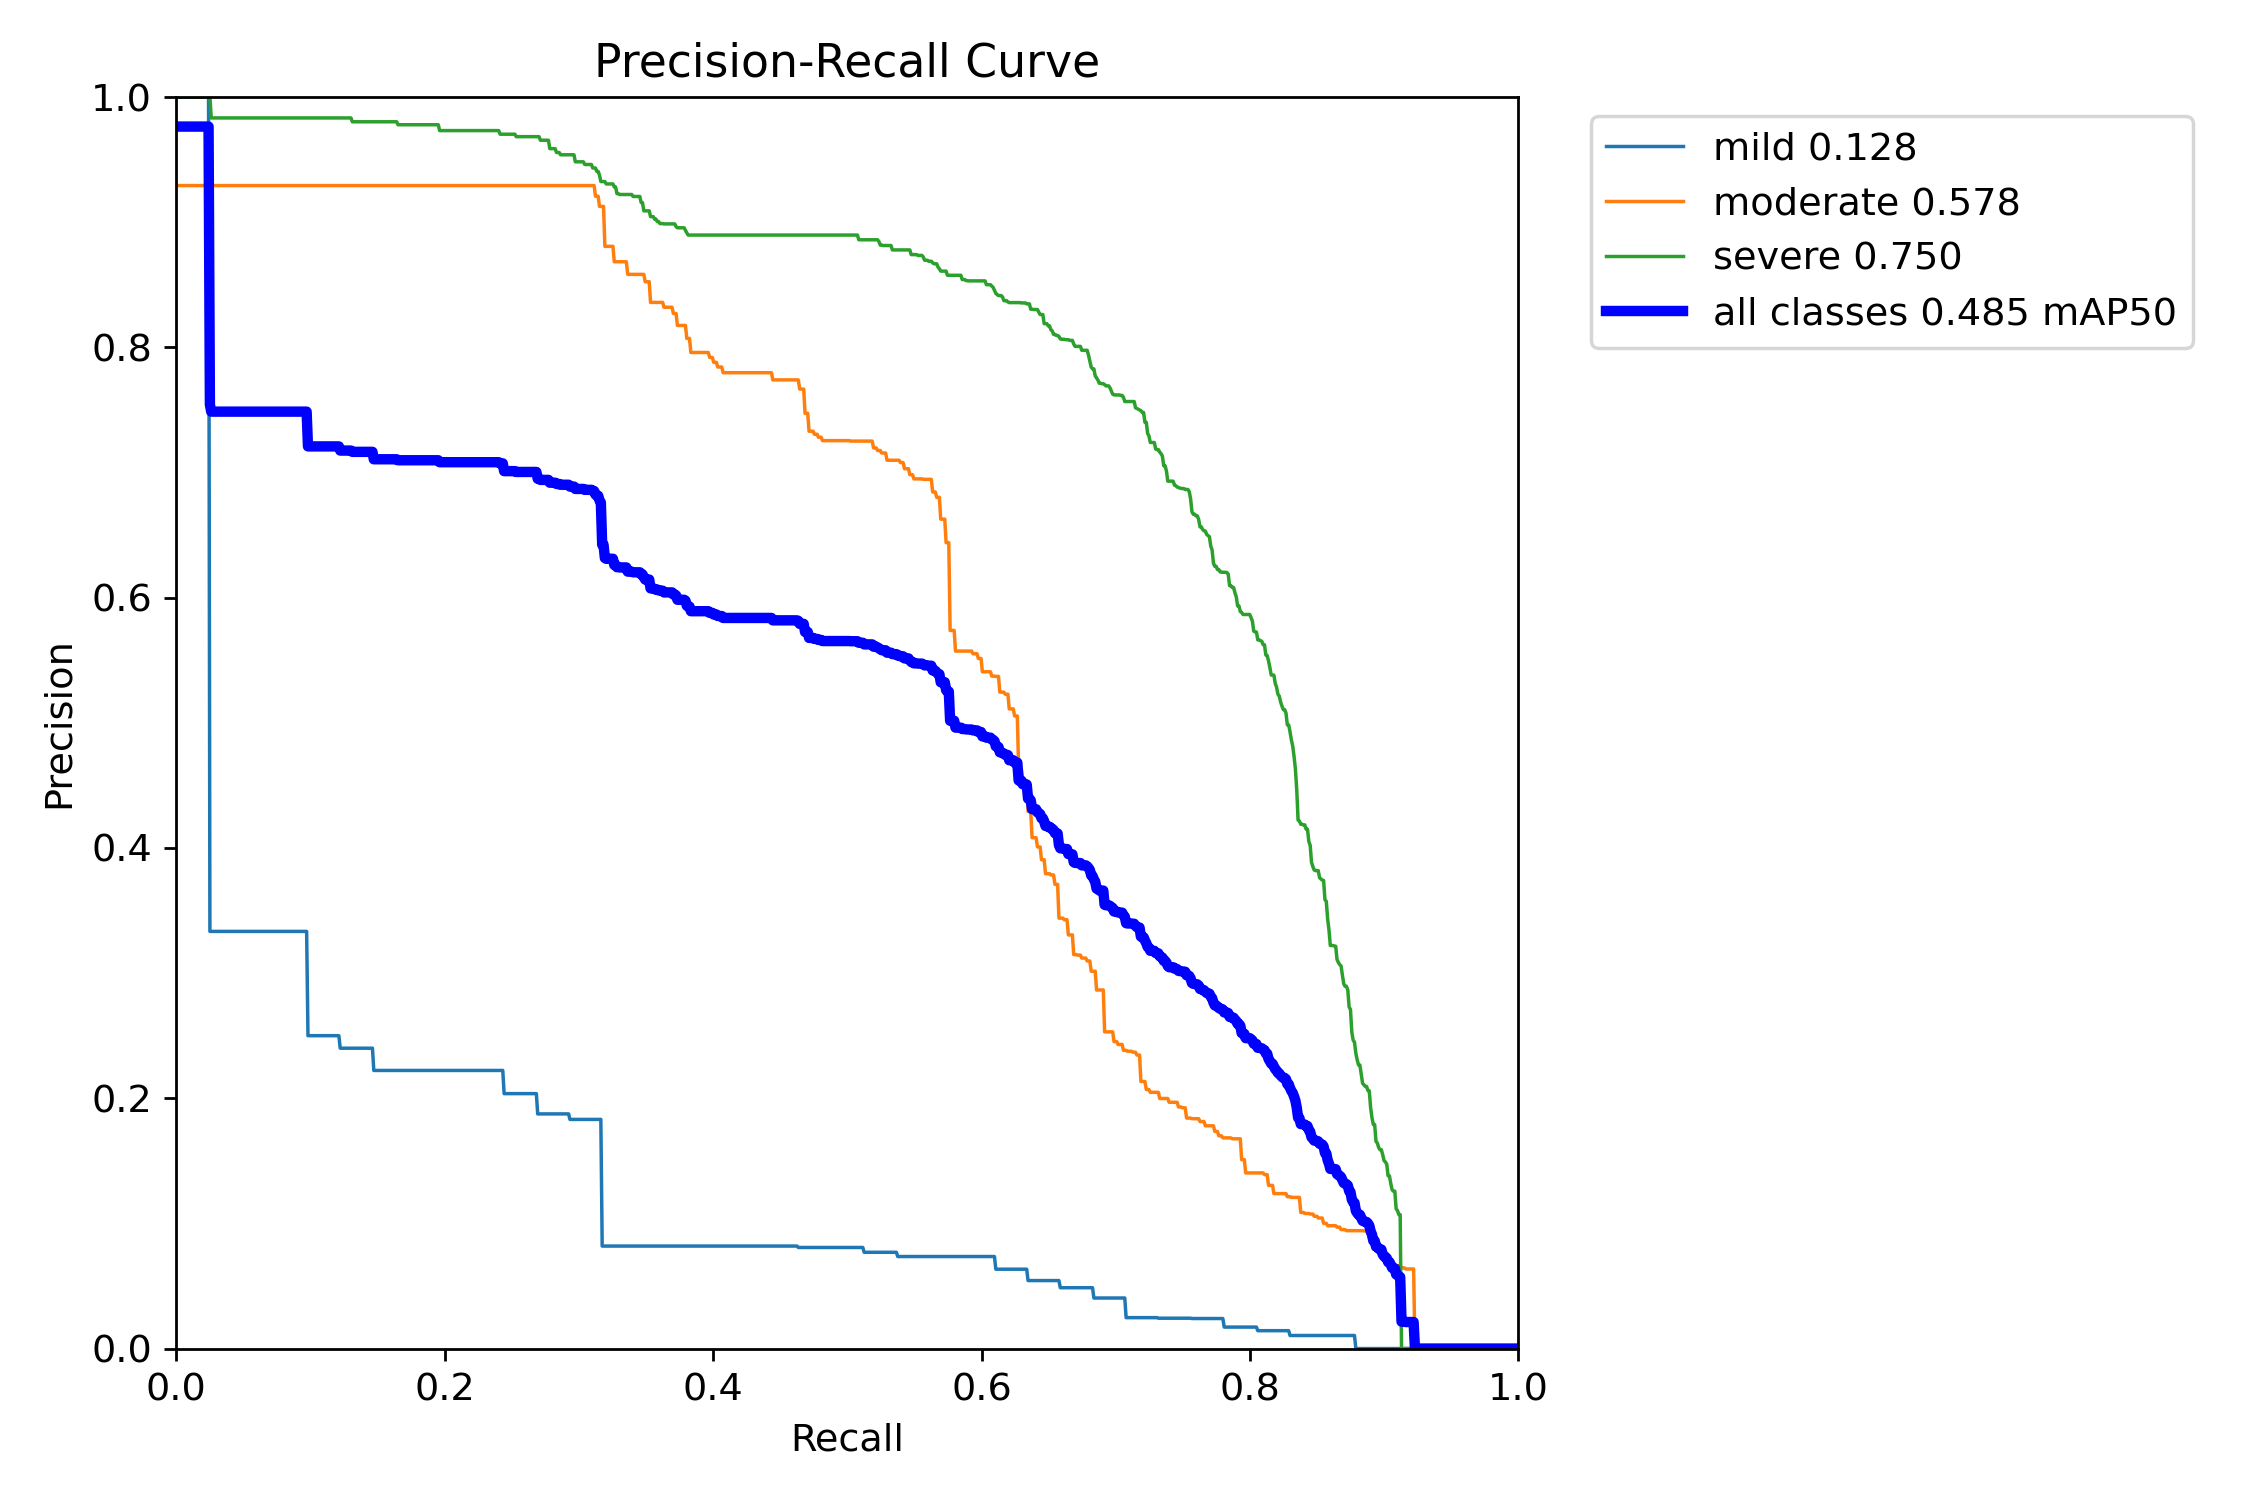 Precision-Recall Curve
1.0
0.8
0.6
0.4
0.2
0.0
Precision
0.0 0.2 0.4 0.6 0.8 1.0
Recall
mild 0.128
moderate 0.578
severe 0.750
all classes 0.485 mAP50